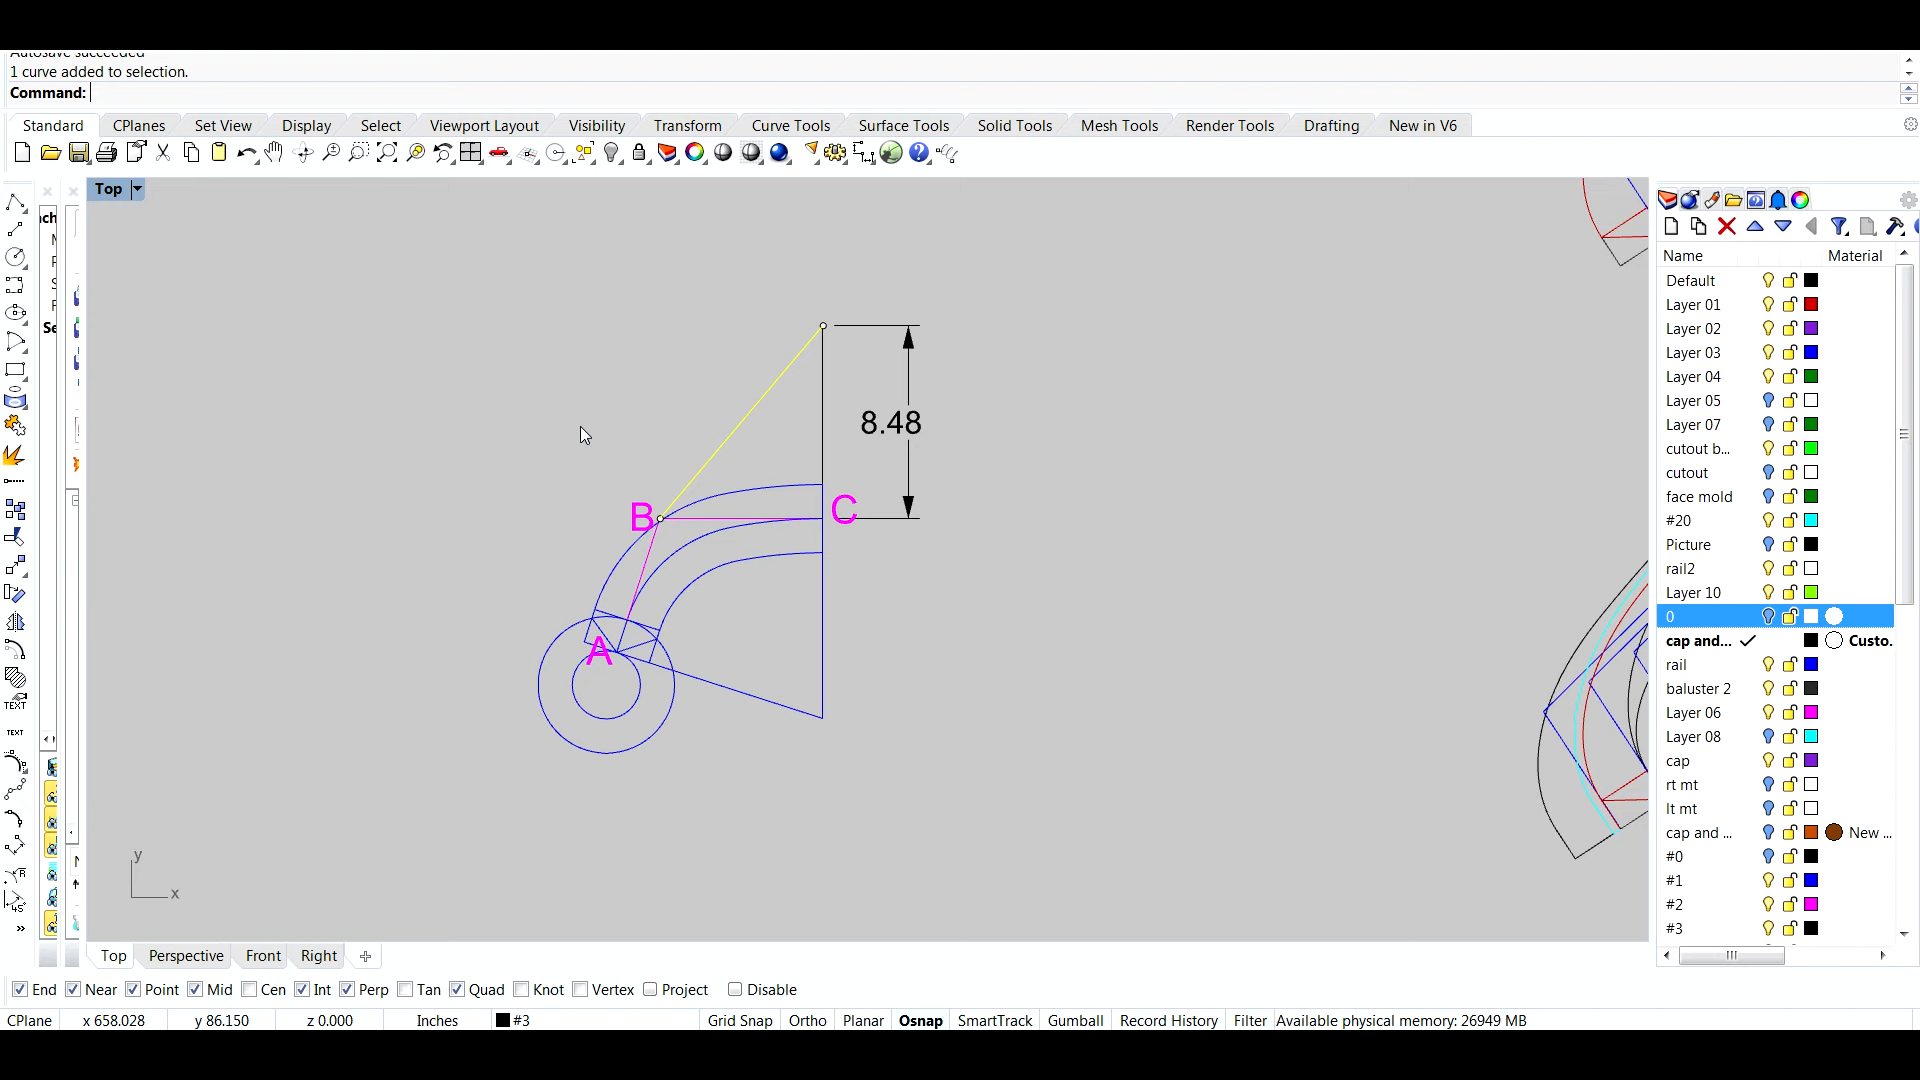 Autosave succeeded
1 curve added to selection.
Command:
Standard CPlanes Set View Display Select Viewport Layout Visibility Transform Curve Tools Surface Tools Solid Tools Mesh Tools Render Tools Drafting New in V6
Top
Name Material
Default
Layer 01
Layer 02
Layer 03
Layer 04
Layer 05
Layer 07
cutout b...
cutout
face mold
#20
Picture
rail2
Layer 10
0
cap and... Custo.
rail
baluster 2
Layer 06
Layer 08
cap
rt mt
lt mt
cap and ... New ...
#0
#1
#2
#3
8.48
B
C
A
y
x
TEXT
TEXT
Top Perspective Front Right
End Near Point Mid Cen Int Perp Tan Quad Knot Vertex Project Disable
CPlane x 658.028 y 86.150 z 0.000 Inches #3 Grid Snap Ortho Planar Osnap SmartTrack Gumball Record History Filter Available physical memory: 26949 MB